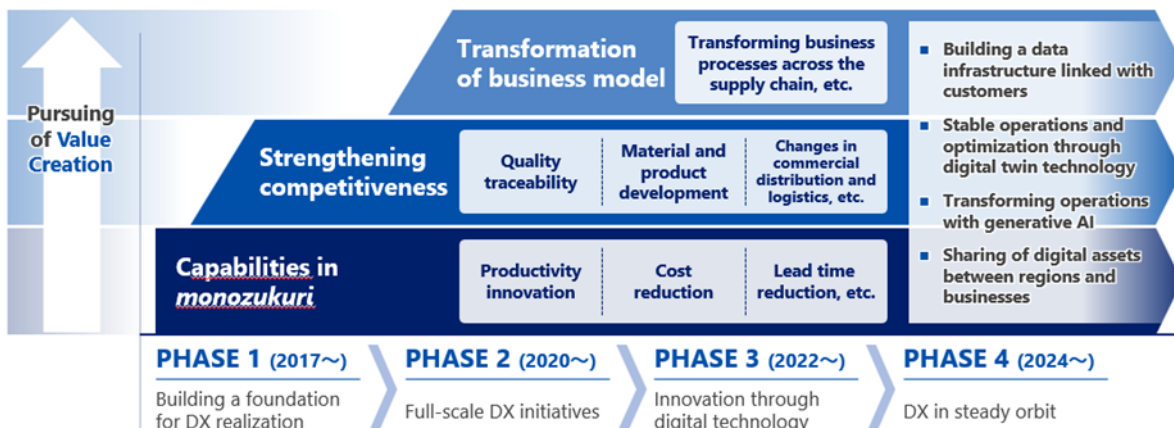 Pursuing
of Value
Creation
Transformation
of business model
Transforming business
processes across the
supply chain, etc.
Strengthening
competitiveness
Quality
traceability
Material and
product
development
Changes in
commercial
distribution and
logistics, etc.
Capabilities in
monozukuri
Productivity
innovation
Cost
reduction
Lead time
reduction, etc.
■ Building a data
infrastructure linked with
customers
■ Stable operations and
optimization through
digital twin technology
■ Transforming operations
with generative AI
■ Sharing of digital assets
between regions and
businesses
PHASE 1 (2017～)
Building a foundation
for DX realization
PHASE 2 (2020～)
Full-scale DX initiatives
PHASE 3 (2022～)
Innovation through
digital technology
PHASE 4 (2024～)
DX in steady orbit